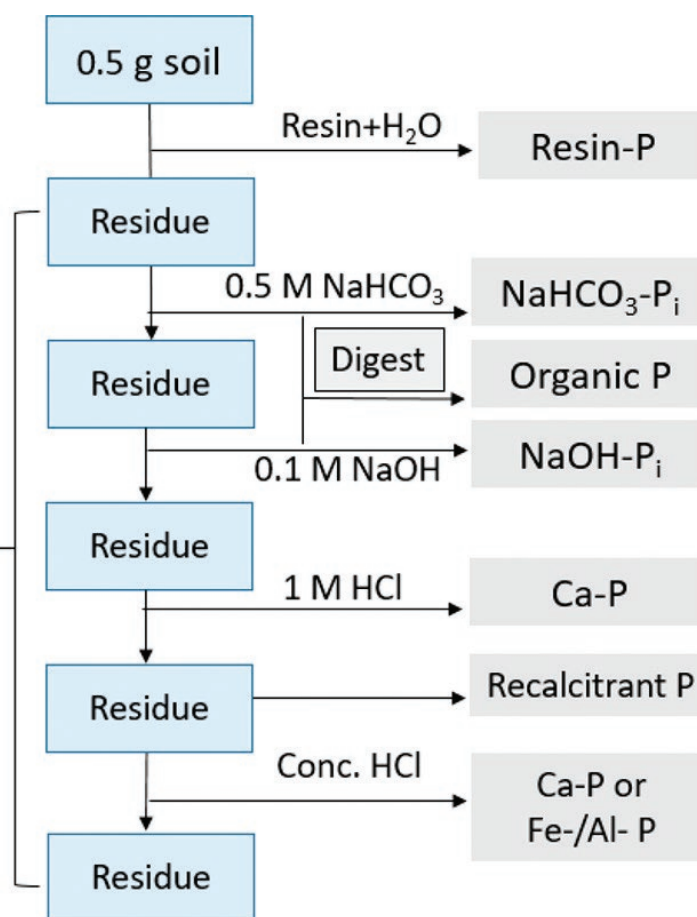 0.5 g soil
Resin+H₂O
Resin-P
Residue
0.5 M NaHCO₃
NaHCO₃-Pᵢ
Digest
Organic P
Residue
0.1 M NaOH
NaOH-Pᵢ
Residue
1 M HCl
Ca-P
Residue
Recalcitrant P
Conc. HCl
Ca-P or
Fe-/Al- P
Residue